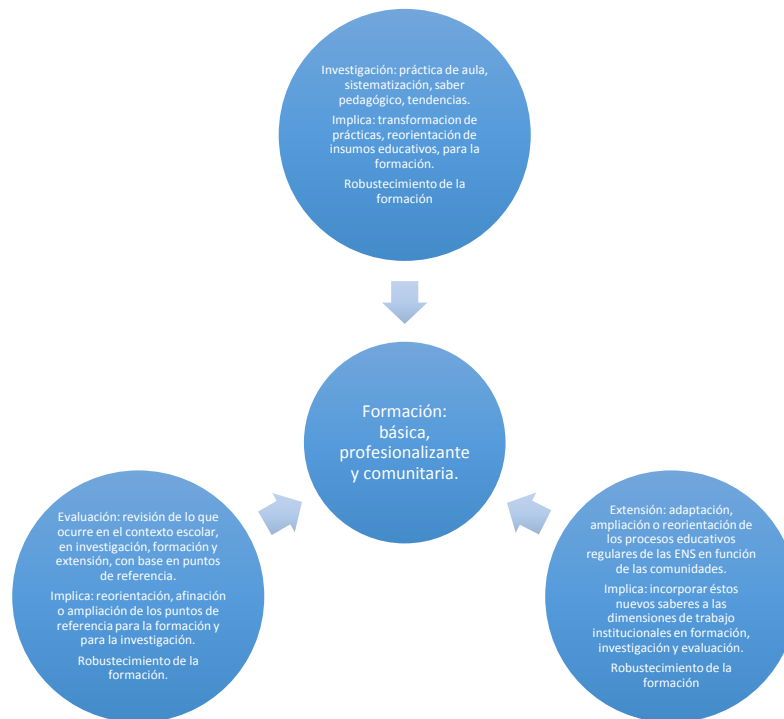 Investigación: práctica de aula,
sistematización, saber
pedagógico, tendencias.
Implica: transformacion de
prácticas, reorientación de
insumos educativos, para la
formación.
Robustecimiento de la
formación
Formación:
básica,
profesionalizante
y comunitaria.
Evaluación: revisión de lo que
ocurre en el contexto escolar,
en investigación, formación y
extensión, con base en puntos
de referencia.
Implica: reorientación, afinación
o ampliación de los puntos de
referencia para la formación y
para la investigación.
Robustecimiento de la
formación.
Extensión: adaptación,
ampliación o reorientación de
los procesos educativos
regulares de las ENS en función
de las comunidades.
Implica: incorporar éstos
nuevos saberes a las
dimensiones de trabajo
institucionales en formación,
investigación y evaluación.
Robustecimiento de la
formación